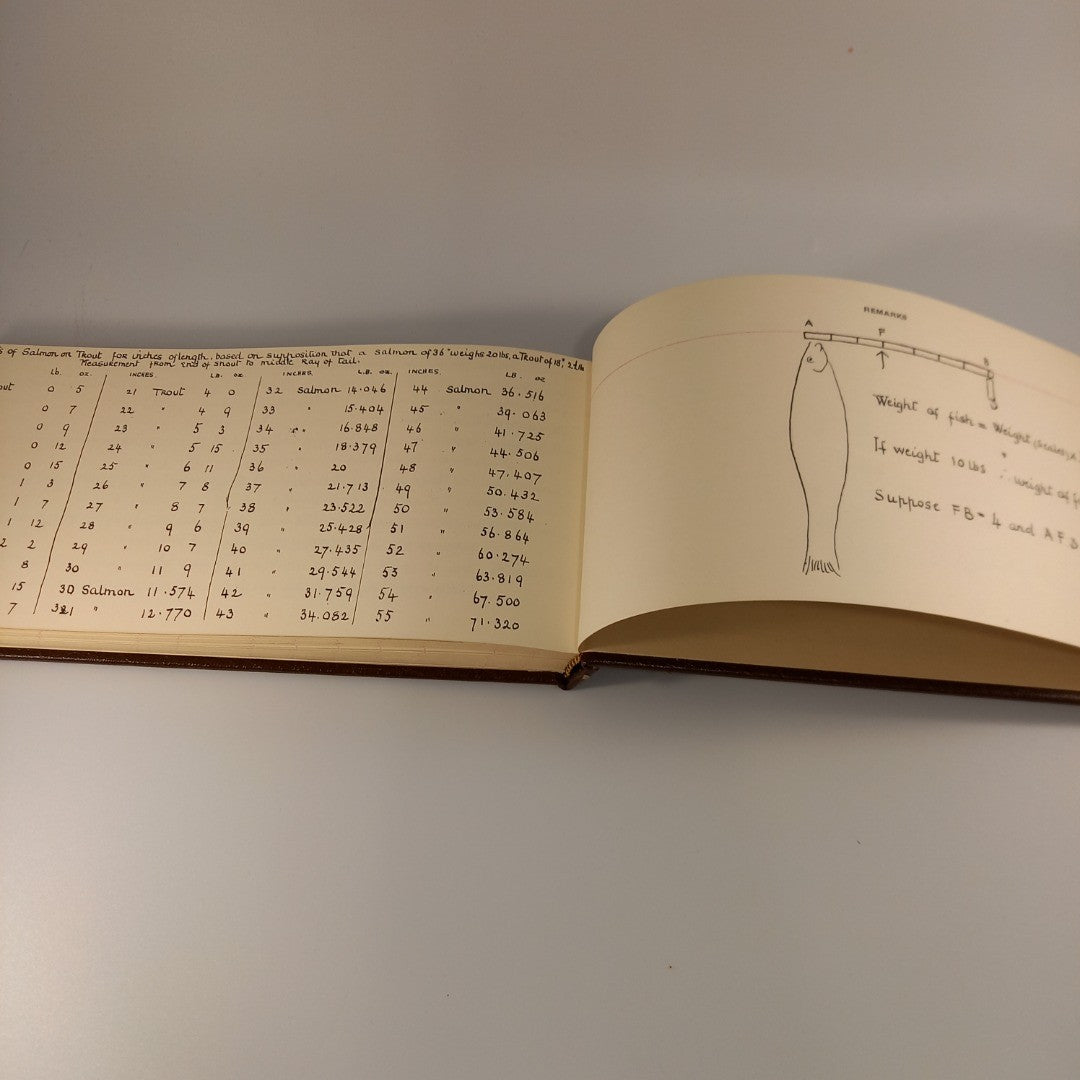 of Salmon or Trout for inches of length, based on supposition that a Salmon of 36" weighs 20 lbs, a Trout of 18", 2 lbs
Measurement from end of snout to middle Ray of tail.
lb. oz. INCHES. LB. OZ. INCHES. L.B. OZ. INCHES. LB. OZ
0 5 21 Trout 4 0 32 Salmon 14.046 44 Salmon 36.516
0 7 22 " 4 9 33 " 15.404 45 " 39.063
0 9 23 " 5 3 34 " 16.848 46 " 41.725
0 12 24 " 5 15 35 " 18.379 47 " 44.506
0 15 25 " 6 11 36 " 20 48 " 47.407
1 3 26 " 7 8 37 " 21.713 49 " 50.432
1 7 27 " 8 7 38 " 23.522 50 " 53.584
1 12 28 " 9 6 39 " 25.428 51 " 56.864
2 2 29 " 10 7 40 " 27.435 52 " 60.274
8 30 " 11 9 41 " 29.544 53 " 63.819
15 30 Salmon 11.574 42 " 31.759 54 " 67.500
7 31 " 12.770 43 " 34.082 55 " 71.320
REMARKS
A F B
Weight of fish = Weight (Scales) x
If weight 10 lbs ∴ weight of
Suppose FB = 4 and AF 3